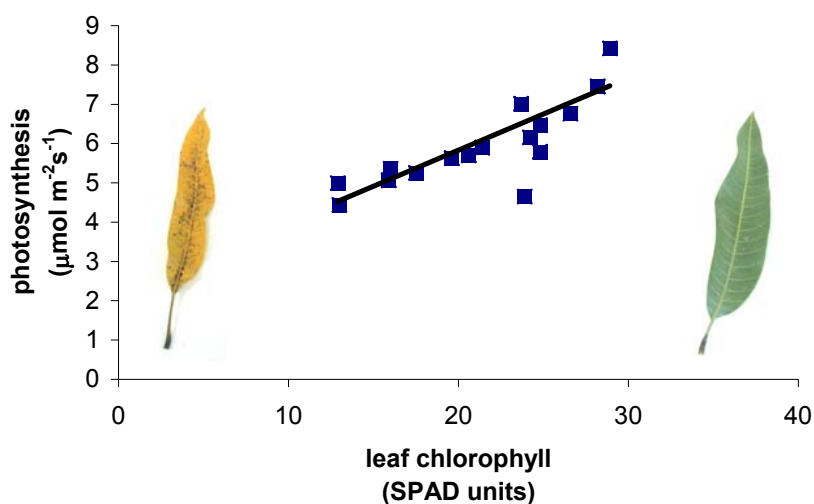 9
8
7
6
5
4
3
2
1
0
photosynthesis
(μmol m⁻²s⁻¹)
0 10 20 30 40
leaf chlorophyll
(SPAD units)